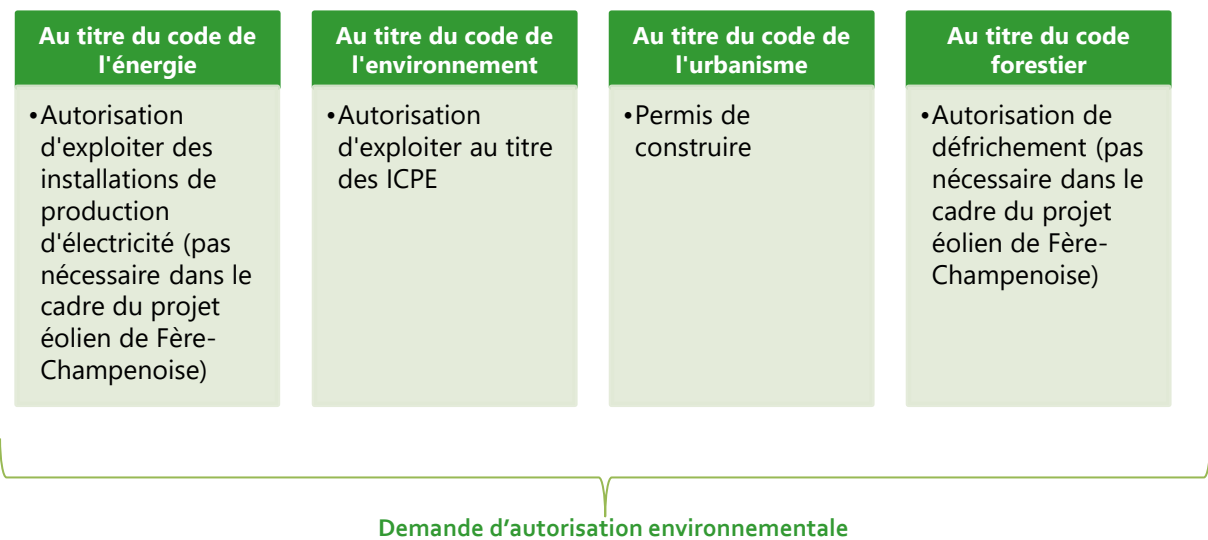 Au titre du code de
l'énergie
•Autorisation
d'exploiter des
installations de
production
d'électricité (pas
nécessaire dans le
cadre du projet
éolien de Fère-
Champenoise)
Au titre du code de
l'environnement
•Autorisation
d'exploiter au titre
des ICPE
Au titre du code de
l'urbanisme
•Permis de
construire
Au titre du code
forestier
•Autorisation de
défrichement (pas
nécessaire dans le
cadre du projet
éolien de Fère-
Champenoise)
Demande d’autorisation environnementale